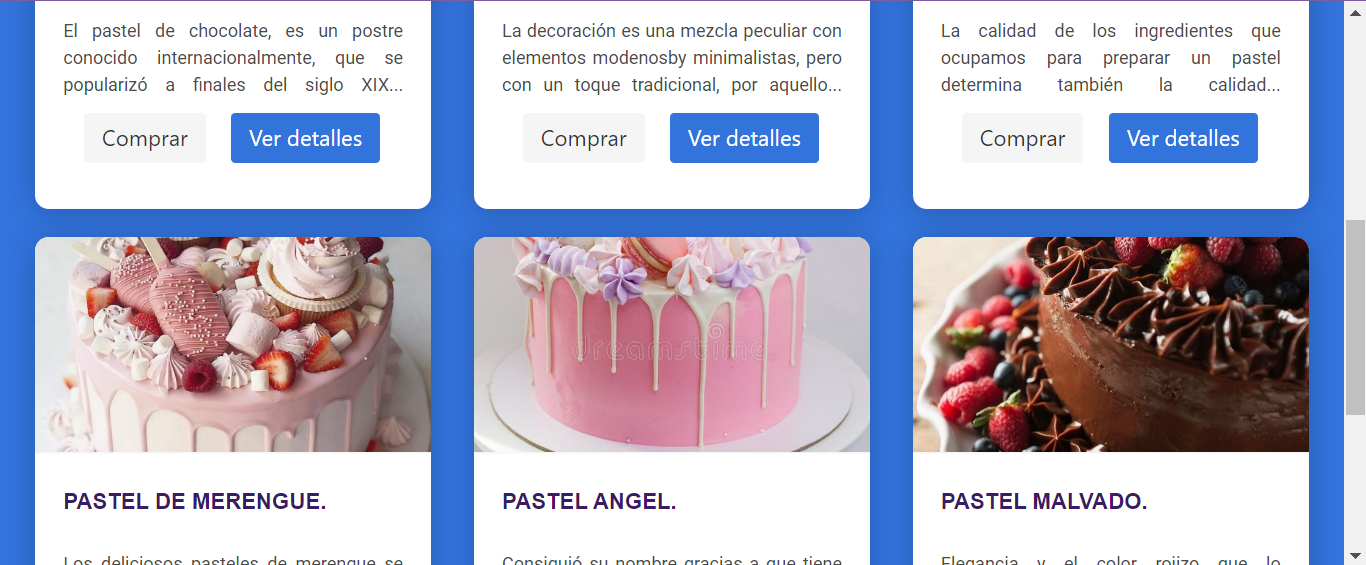 El pastel de chocolate, es un postre
conocido internacionalmente, que se
popularizó a finales del siglo XIX...
Comprar
Ver detalles
La decoración es una mezcla peculiar con
elementos modenosby minimalistas, pero
con un toque tradicional, por aquello...
Comprar
Ver detalles
La calidad de los ingredientes que
ocupamos para preparar un pastel
determina también la calidad...
Comprar
Ver detalles
PASTEL DE MERENGUE.
Los deliciosos pasteles de merengue se
dreamstime
PASTEL ANGEL.
Consiguió su nombre gracias a que tiene
PASTEL MALVADO.
Elegancia y el color rojizo que lo